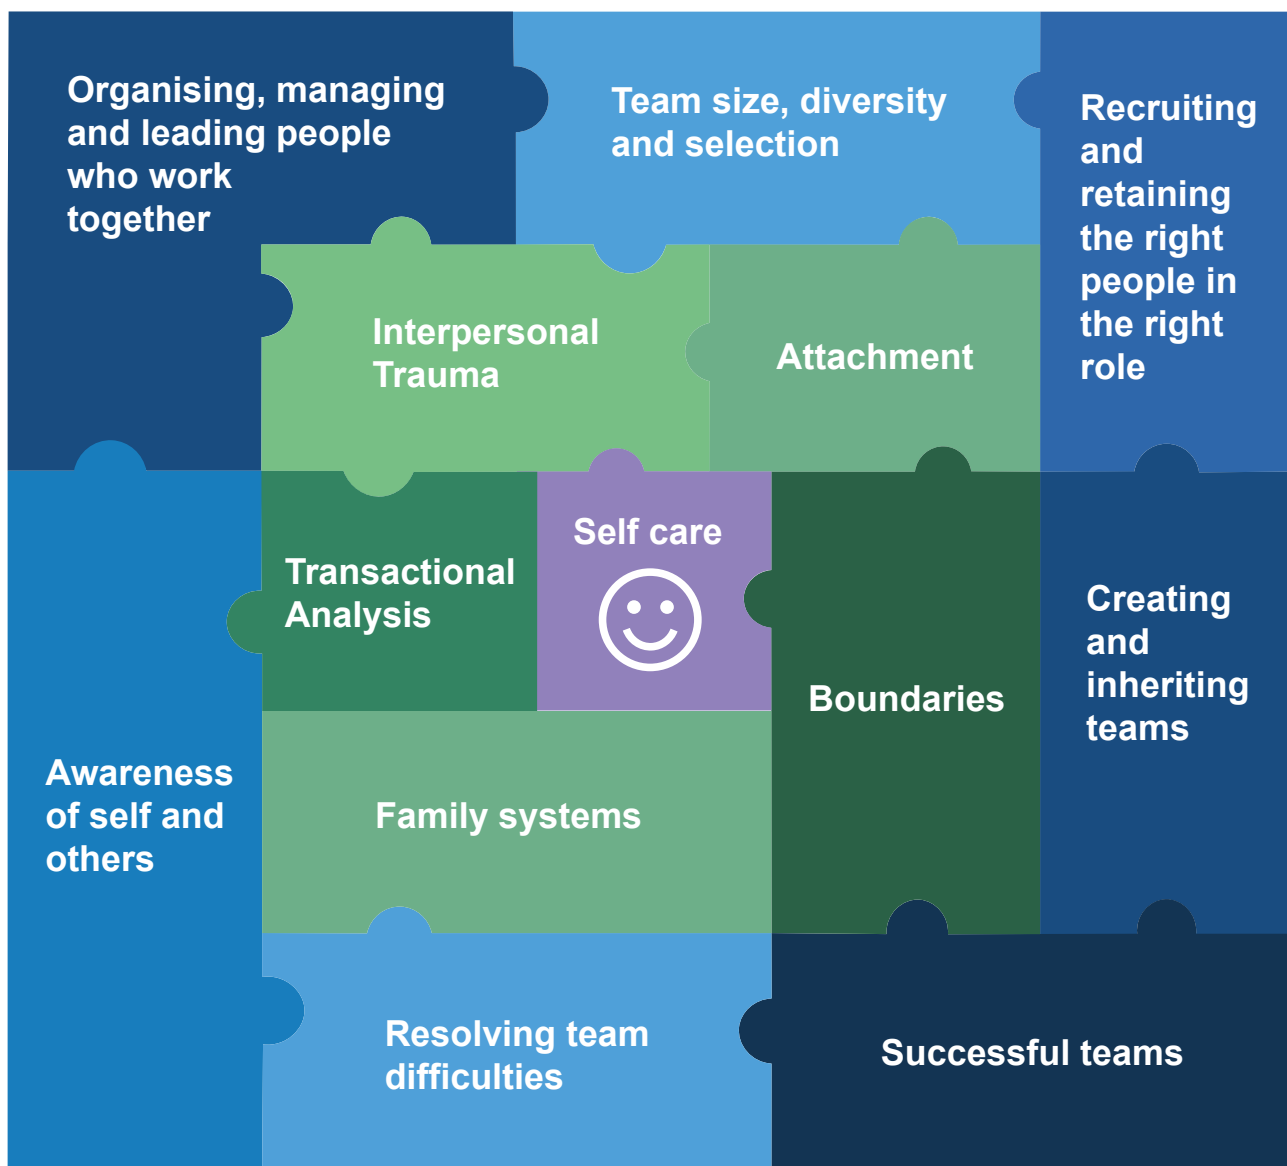 Organising, managing
and leading people
who work
together
Team size, diversity
and selection
Recruiting
and
retaining
the right
people in
the right
role
Interpersonal
Trauma
Attachment
Transactional
Analysis
Self care
Boundaries
Creating
and
inheriting
teams
Awareness
of self and
others
Family systems
Resolving team
difficulties
Successful teams